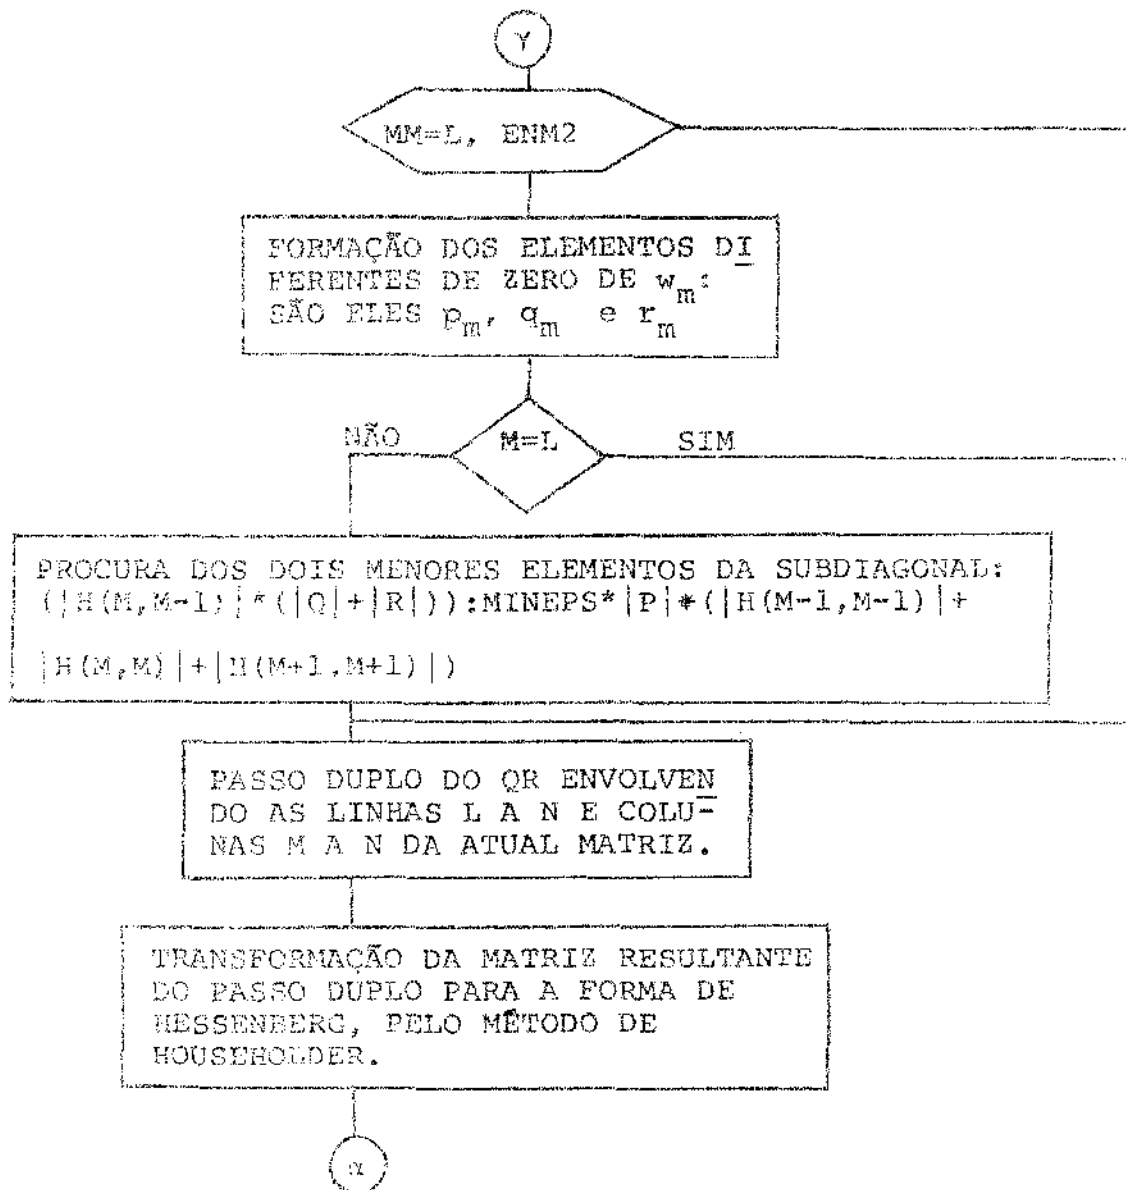 γ
MM=L, ENM2
FORMAÇÃO DOS ELEMENTOS DI
FERENTES DE ZERO DE w_m:
SÃO ELES p_m, q_m e r_m
NÃO M=L SIM
PROCURA DOS DOIS MENORES ELEMENTOS DA SUBDIAGONAL:
(|H(M,M-1)|*(|Q|+|R|)):MINEPS*|P|*(|H(M-1,M-1)|+
|H(M,M)|+|H(M+1,M+1)|)
PASSO DUPLO DO QR ENVOLVEN
DO AS LINHAS L A N E COLU-
NAS M A N DA ATUAL MATRIZ.
TRANSFORMAÇÃO DA MATRIZ RESULTANTE
DO PASSO DUPLO PARA A FORMA DE
HESSENBERG, PELO MÉTODO DE
HOUSEHOLDER.
α